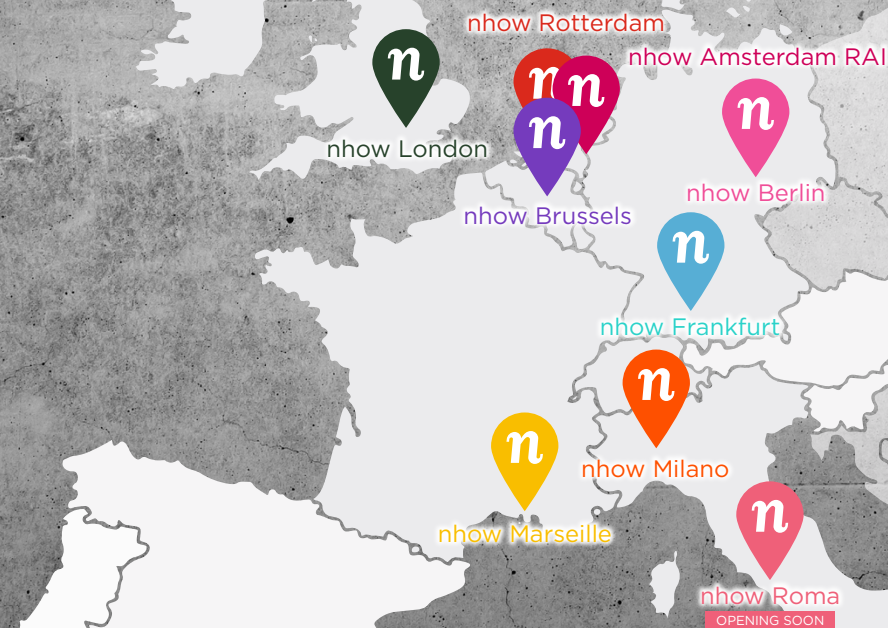 nhow Rotterdam
nhow Amsterdam RAI
n
n
n
n
n
nhow London
nhow Berlin
nhow Brussels
n
nhow Frankfurt
n
n
nhow Milano
n
nhow Marseille
nhow Roma
OPENING SOON